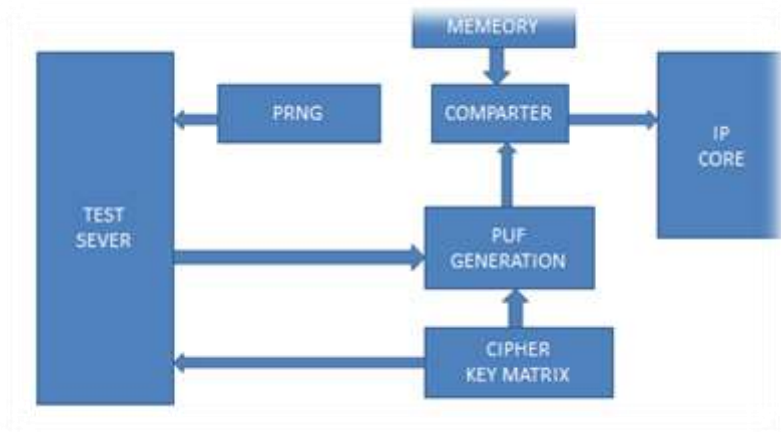 MEMEORY
PRNG
COMPARTER
IP
CORE
TEST
SEVER
PUF
GENERATION
CIPHER
KEY MATRIX